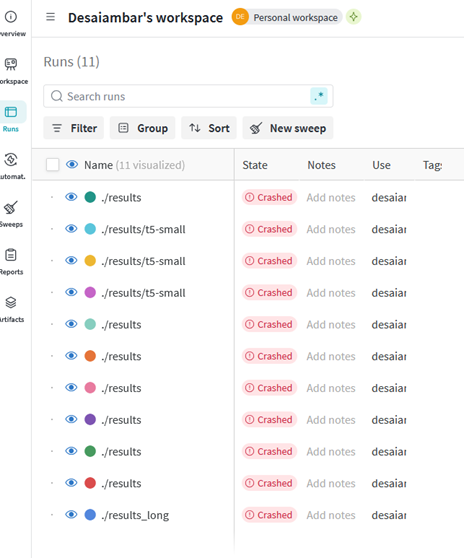 Desaiambar's workspace DE Personal workspace
verview
Runs (11)
orkspace
Search runs .*
Runs
Filter Group Sort New sweep
Automat.
Name (11 visualized) State Notes Use Tags
./results Crashed Add notes desaiar
Sweeps
./results/t5-small Crashed Add notes desaiar
./results/t5-small Crashed Add notes desaiar
Reports
./results/t5-small Crashed Add notes desaiar
Artifacts
./results Crashed Add notes desaiar
./results Crashed Add notes desaiar
./results Crashed Add notes desaiar
./results Crashed Add notes desaiar
./results Crashed Add notes desaiar
./results Crashed Add notes desaiar
./results_long Crashed Add notes desaiar